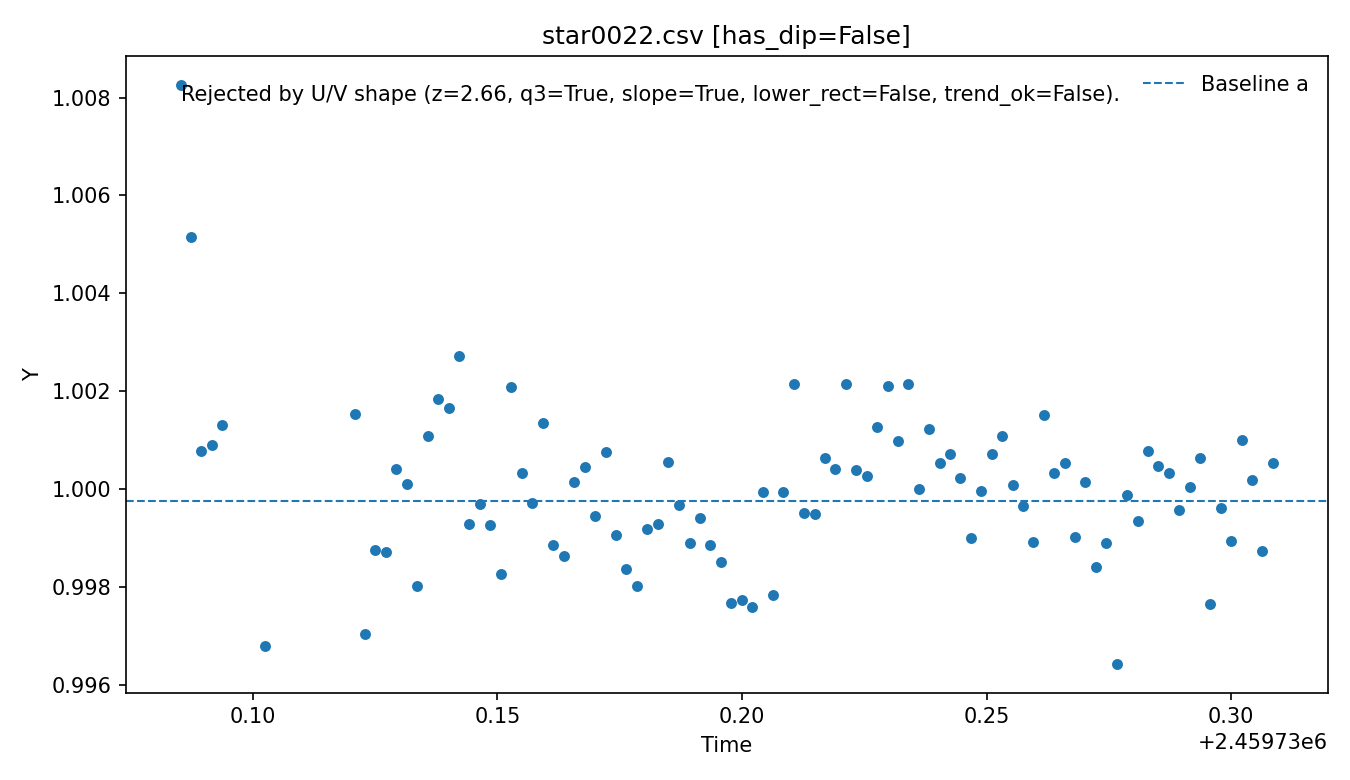 star0022.csv [has_dip=False]
Rejected by U/V shape (z=2.66, q3=True, slope=True, lower_rect=False, trend_ok=False).
Baseline a
1.008
1.006
1.004
1.002
1.000
0.998
0.996
Y
0.10
0.15
0.20
0.25
0.30
Time
+2.45973e6